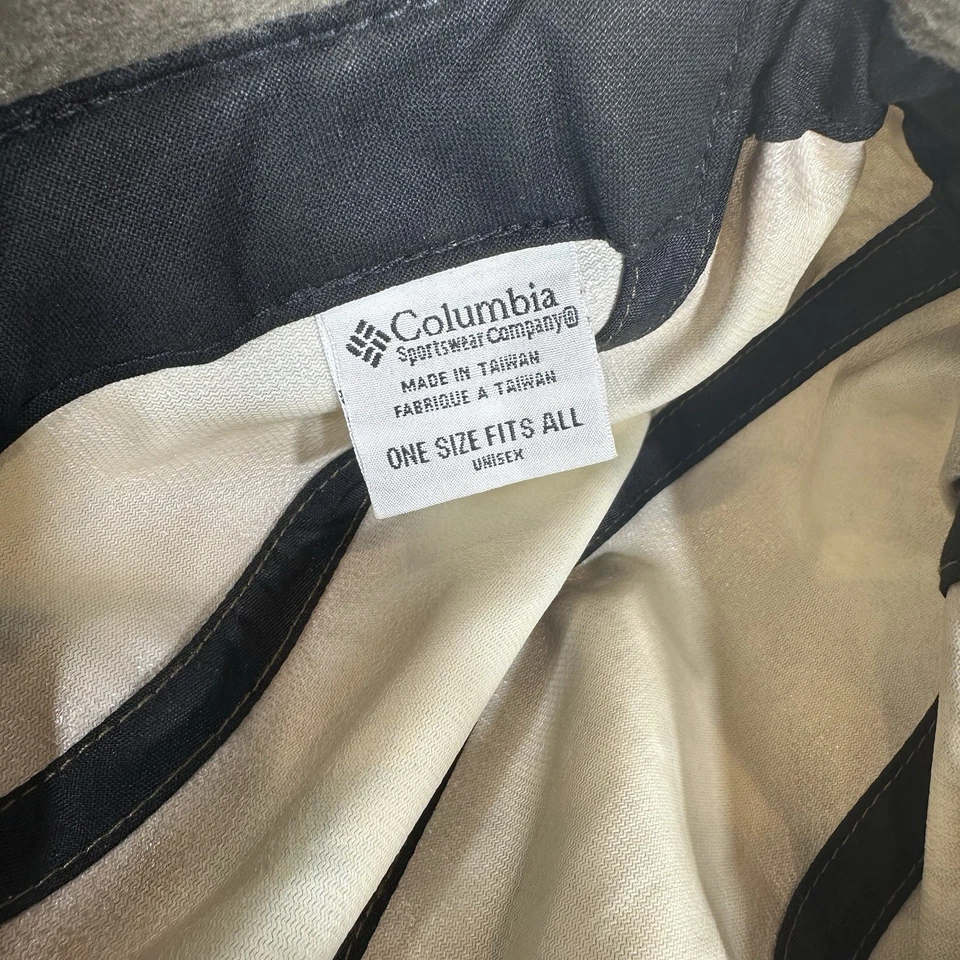 Columbia
Sportswear Company®
MADE IN TAIWAN
FABRIQUE A TAIWAN
ONE SIZE FITS ALL
UNISEX